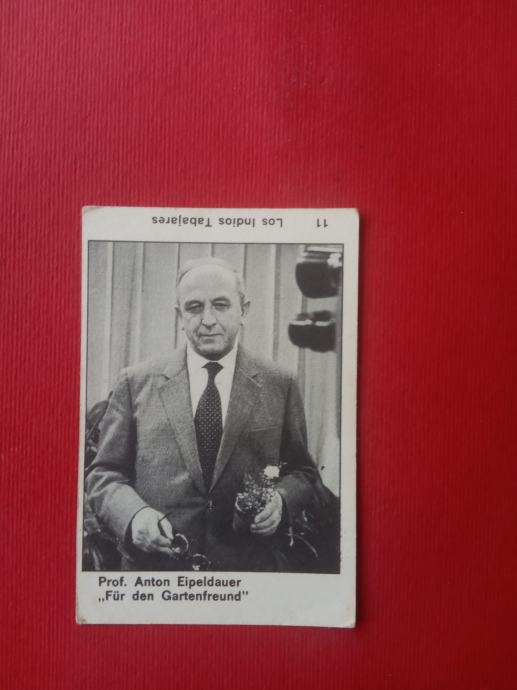 11 Los Indios Tabajares
Prof. Anton Eipeldauer
„Für den Gartenfreund"